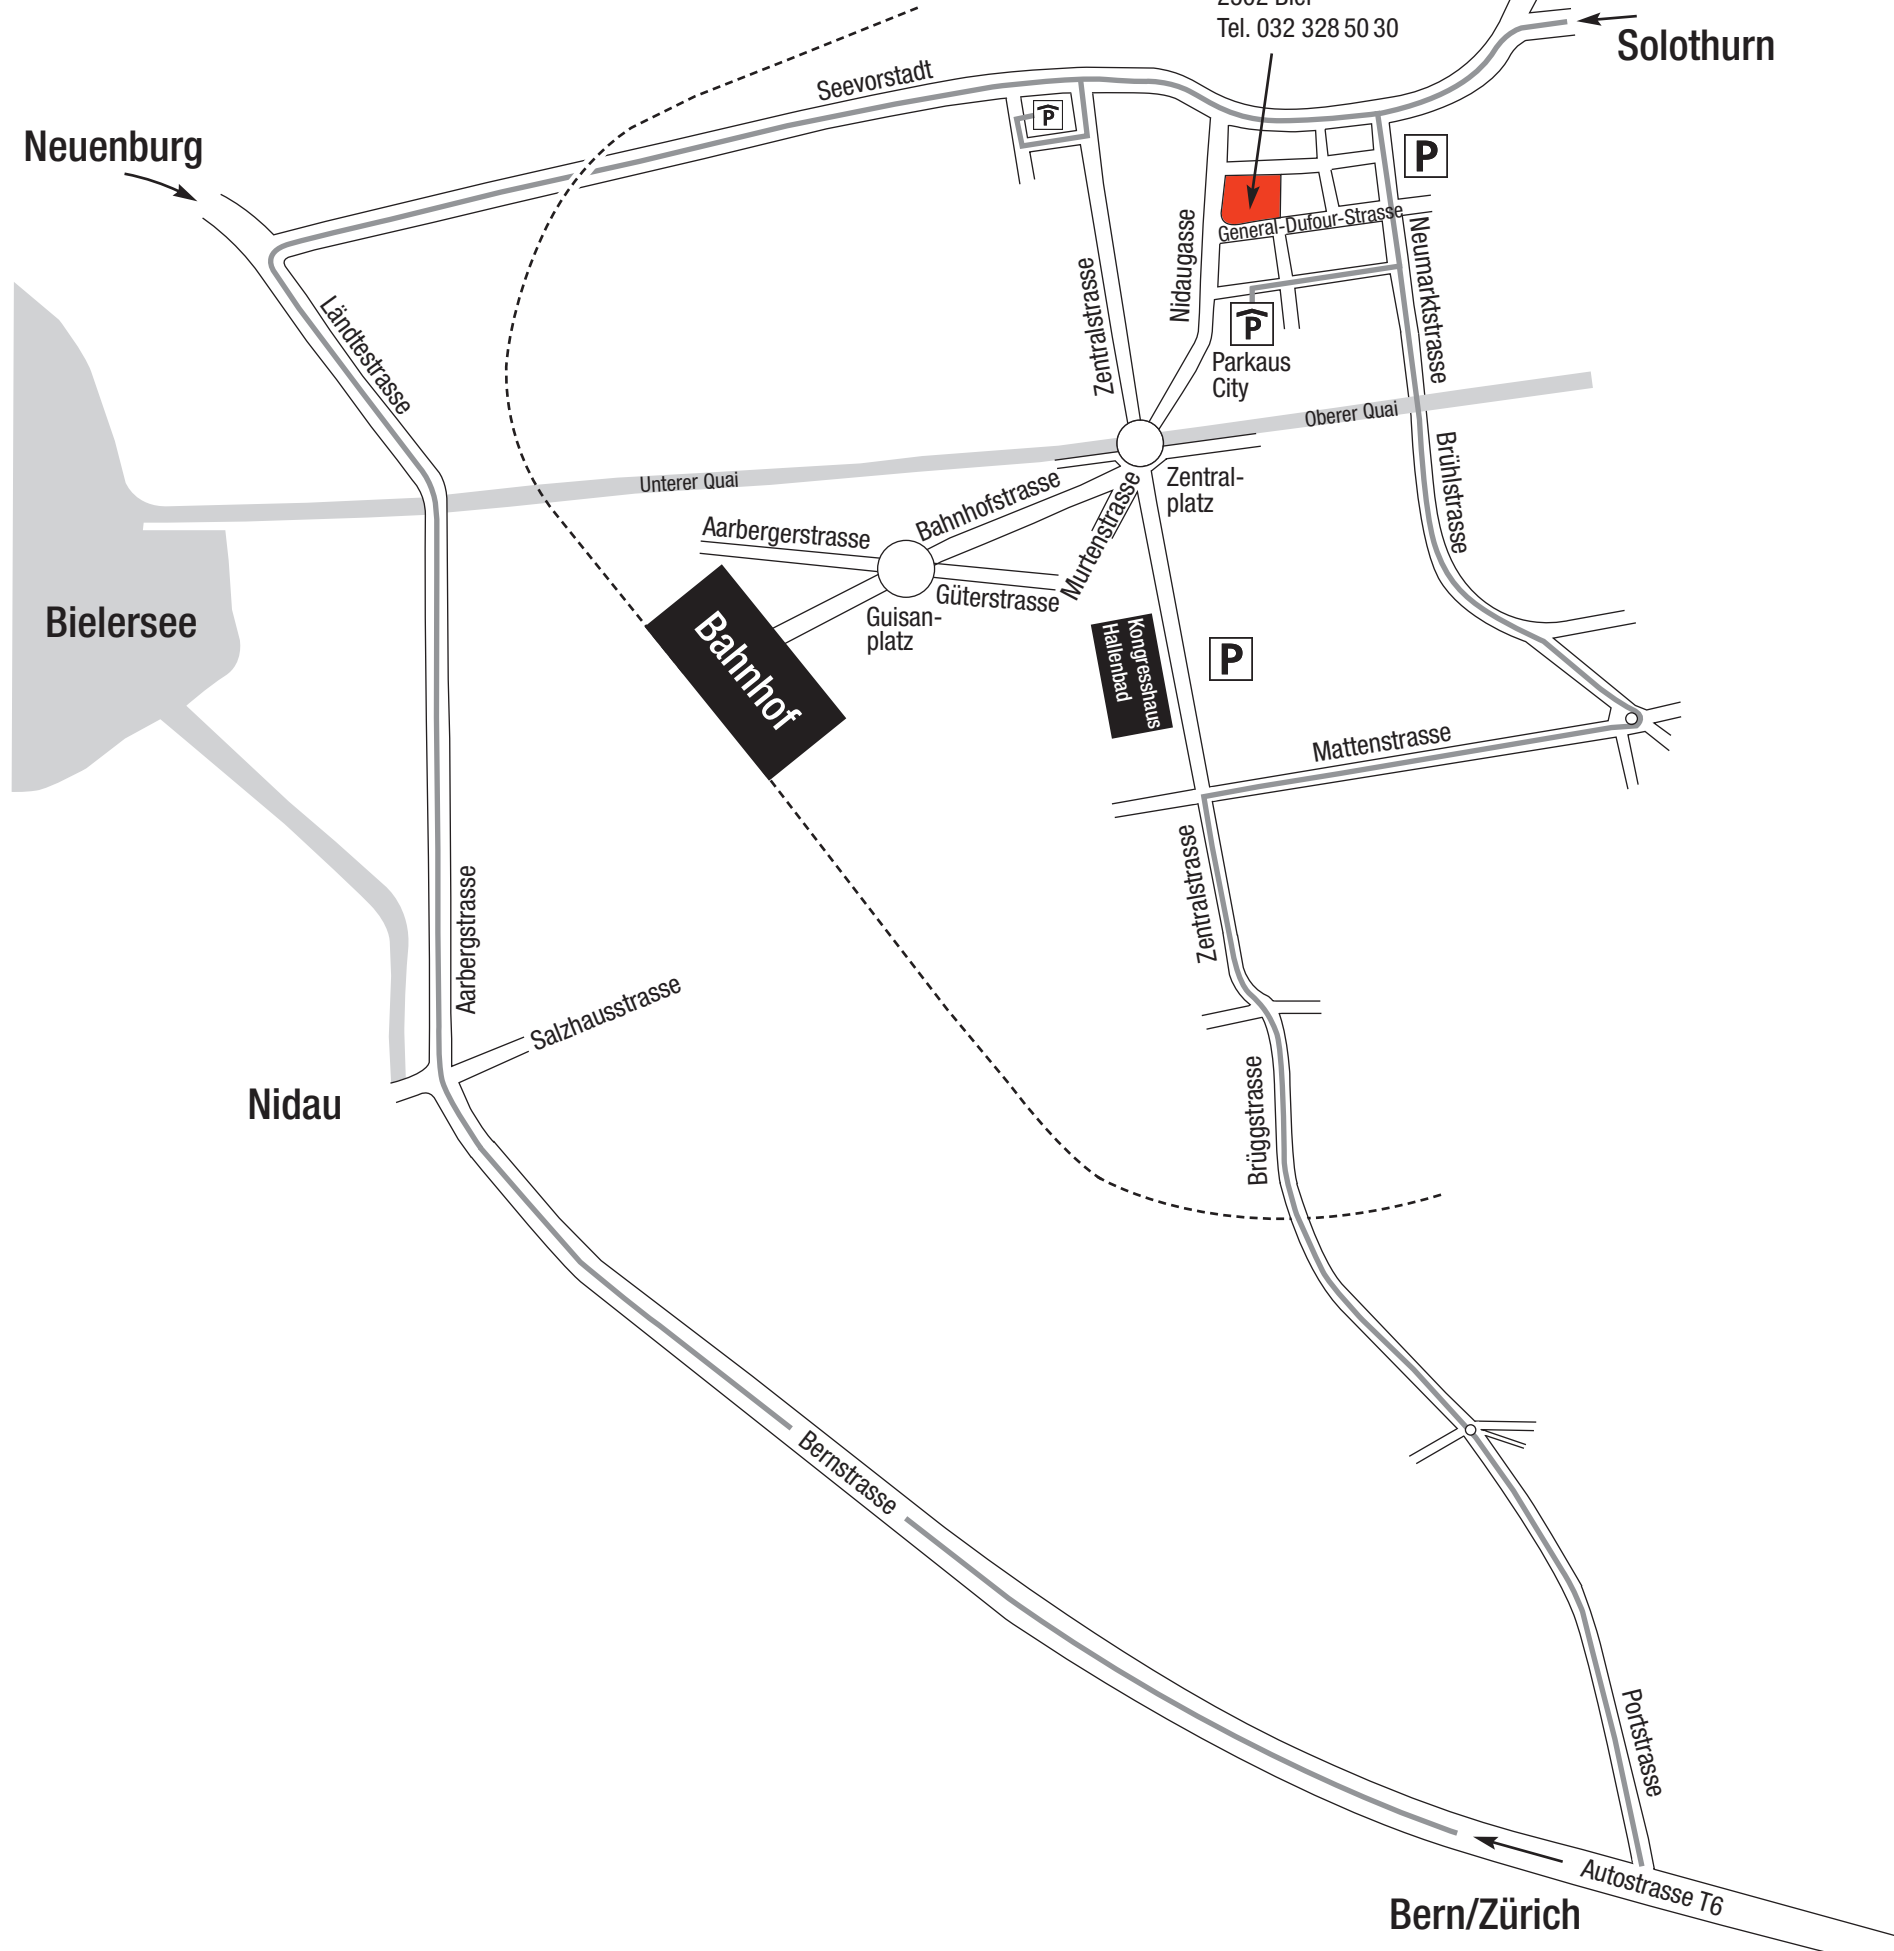 Tel. 032 328 50 30
Solothurn
Seevorstadt
P
Neuenburg
P
General-Dufour-Strasse
Nidaugasse
Neumarktstrasse
Zentralstrasse
Ländtestrasse
P
Parkaus
City
Oberer Quai
Brühlstrasse
Unterer Quai
Bahnhofstrasse
Zentral-
platz
Aarbergerstrasse
Murtenstrasse
Güterstrasse
Guisan-
platz
Bielersee
Bahnhof
Kongresshaus
Hallenbad
P
Mattenstrasse
Zentralstrasse
Aarbergstrasse
Salzhausstrasse
Nidau
Brüggstrasse
Bernstrasse
Portstrasse
Autostrasse T6
Bern/Zürich